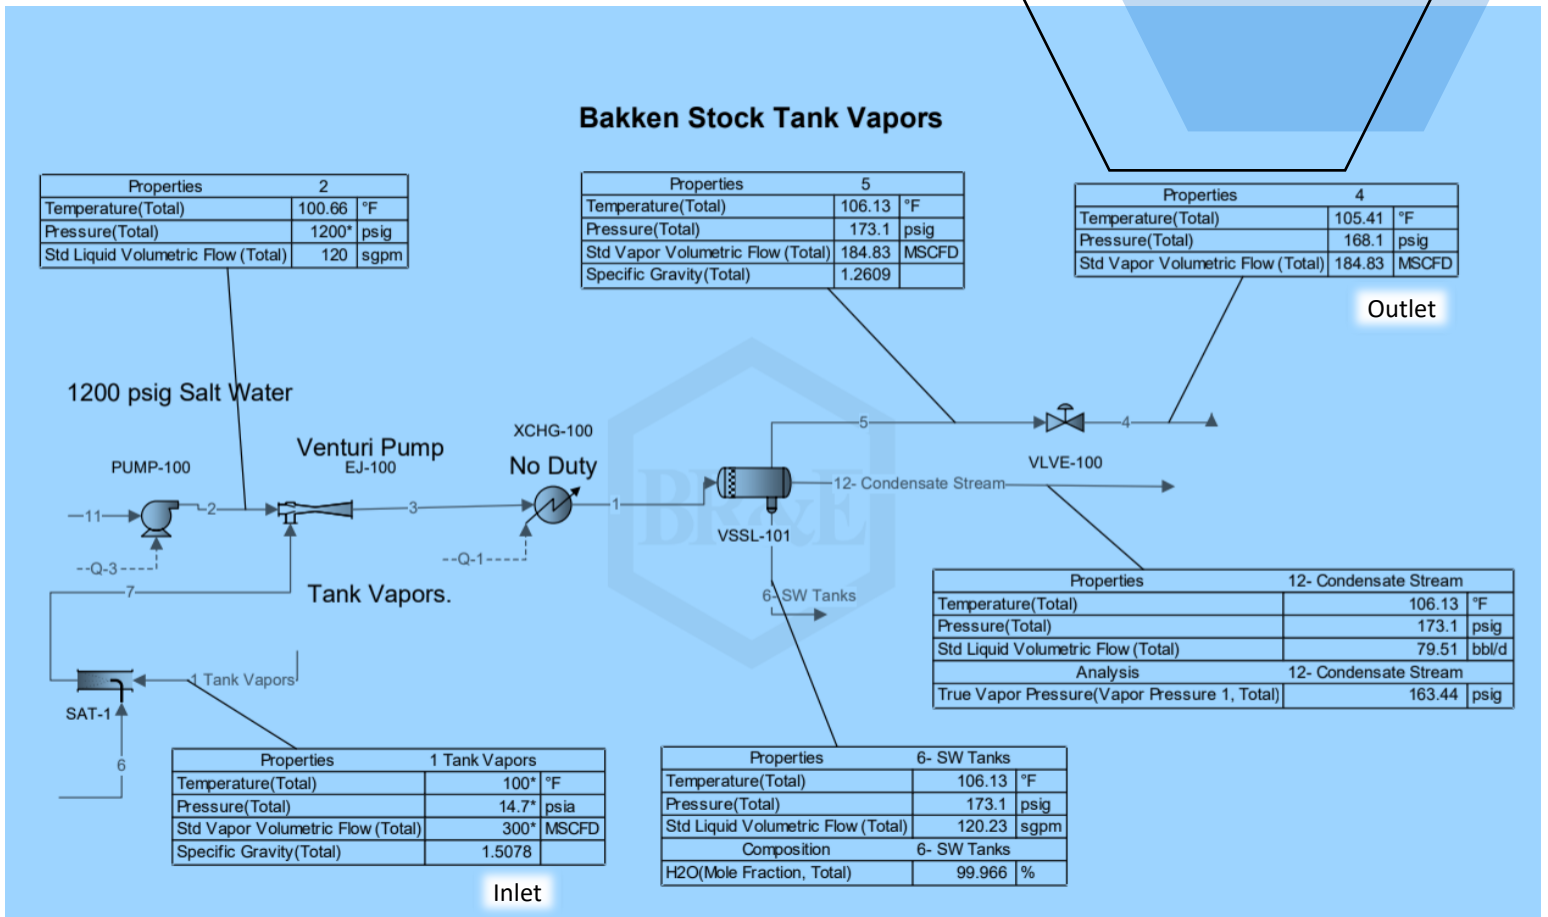 Bakken Stock Tank Vapors
Properties 2
Temperature(Total) 100.66 °F
Pressure(Total) 1200* psig
Std Liquid Volumetric Flow (Total) 120 sgpm
Properties 5
Temperature(Total) 106.13 °F
Pressure(Total) 173.1 psig
Std Vapor Volumetric Flow (Total) 184.83 MSCFD
Specific Gravity(Total) 1.2609
Properties 4
Temperature(Total) 105.41 °F
Pressure(Total) 168.1 psig
Std Vapor Volumetric Flow (Total) 184.83 MSCFD
Outlet
1200 psig Salt Water
Venturi Pump
EJ-100
PUMP-100
XCHG-100
No Duty
VLVE-100
VSSL-101
BR&E
11
2
3
1
5
4
12- Condensate Stream
--Q-3----
--Q-1-----
7
Tank Vapors.
6- SW Tanks
1 Tank Vapors
SAT-1
6
Properties 12- Condensate Stream
Temperature(Total) 106.13 °F
Pressure(Total) 173.1 psig
Std Liquid Volumetric Flow (Total) 79.51 bbl/d
Analysis 12- Condensate Stream
True Vapor Pressure(Vapor Pressure 1, Total) 163.44 psig
Properties 1 Tank Vapors
Temperature(Total) 100* °F
Pressure(Total) 14.7* psia
Std Vapor Volumetric Flow (Total) 300* MSCFD
Specific Gravity(Total) 1.5078
Inlet
Properties 6- SW Tanks
Temperature(Total) 106.13 °F
Pressure(Total) 173.1 psig
Std Liquid Volumetric Flow (Total) 120.23 sgpm
Composition 6- SW Tanks
H2O(Mole Fraction, Total) 99.966 %